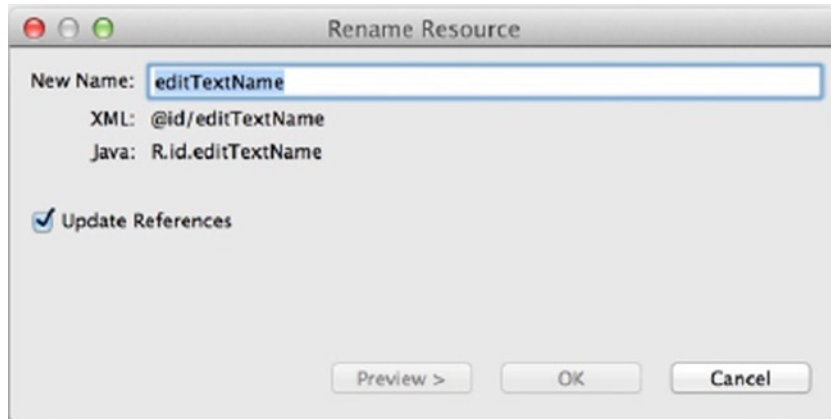 Rename Resource
New Name: editTextName
XML: @id/editTextName
Java: R.id.editTextName
Update References
Preview > OK Cancel